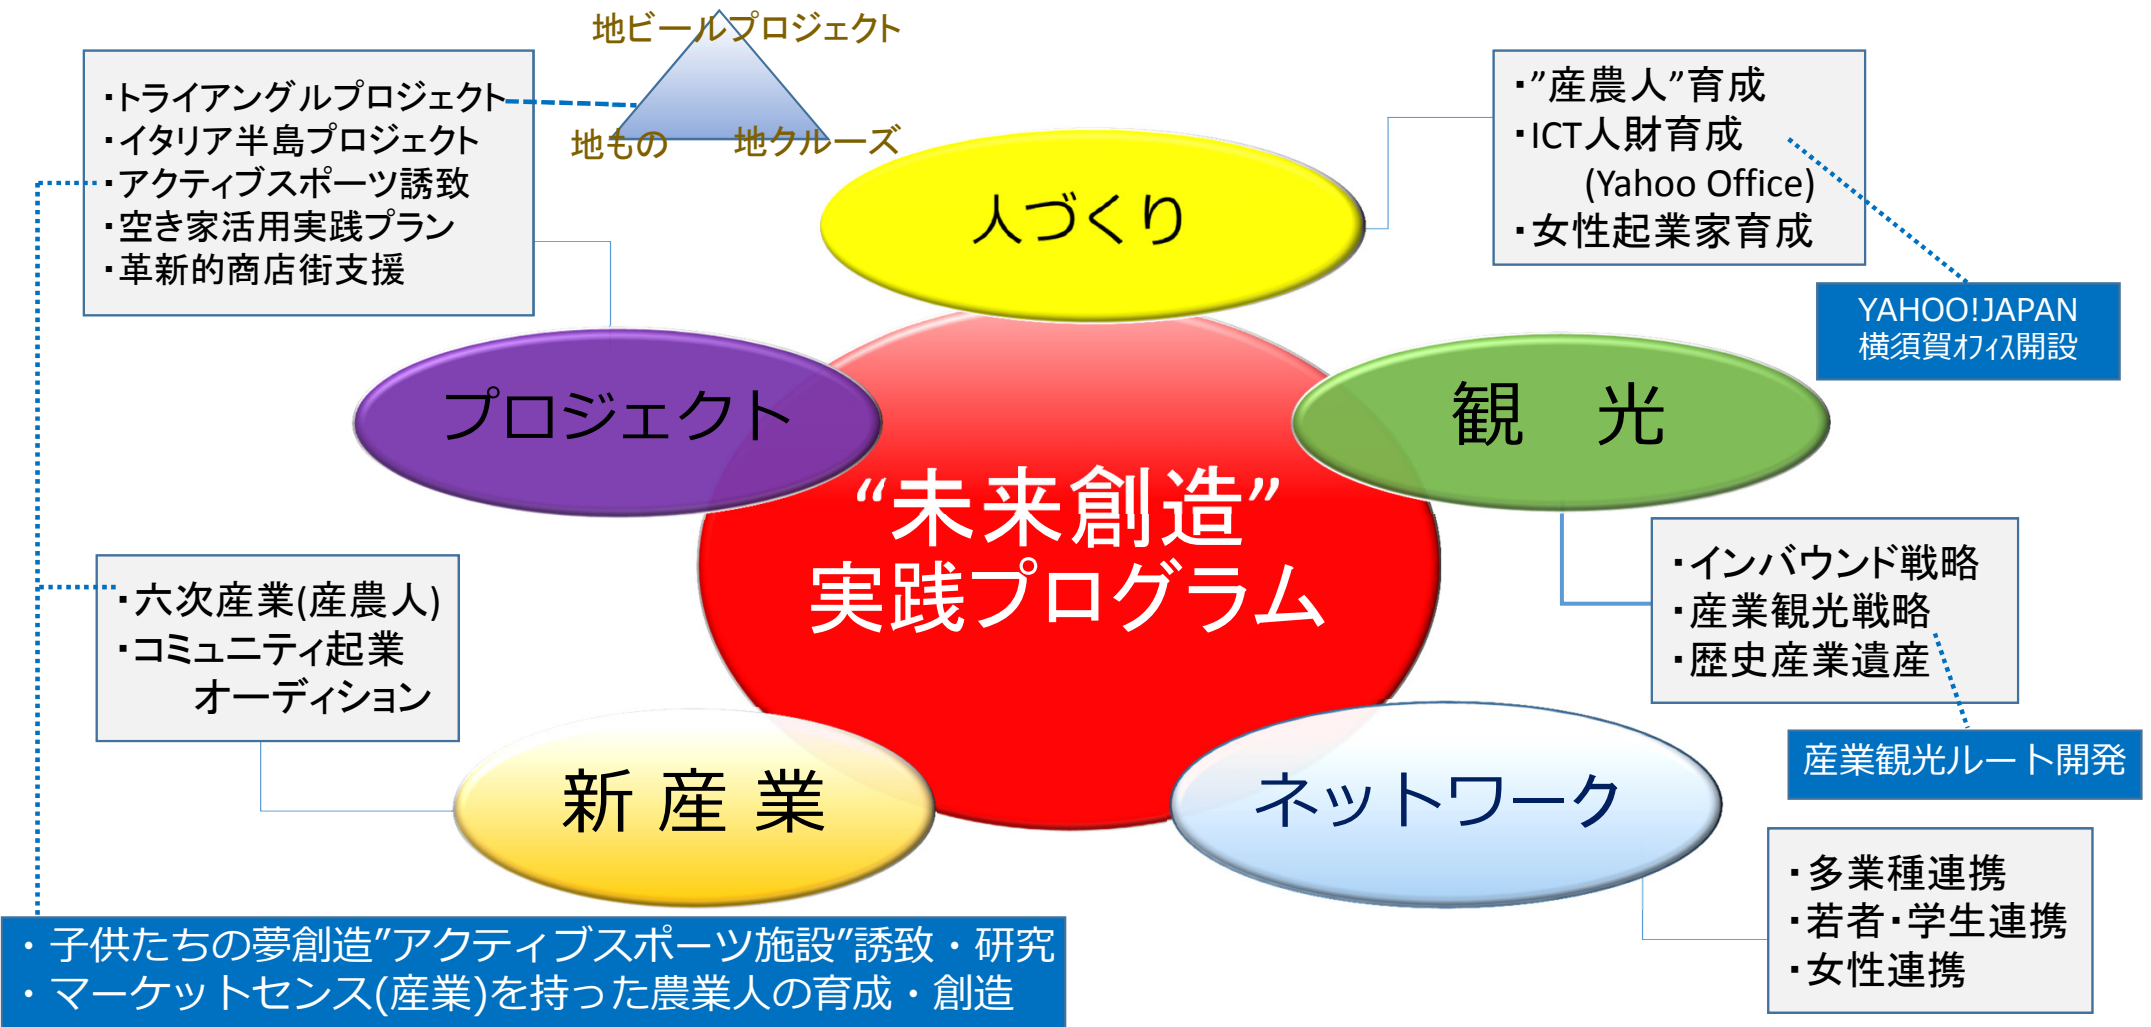 地ビールプロジェクト
地もの
地クルーズ
・トライアングルプロジェクト
・イタリア半島プロジェクト
・アクティブスポーツ誘致
・空き家活用実践プラン
・革新的商店街支援
・”産農人”育成
・ICT人財育成
(Yahoo Office)
・女性起業家育成
YAHOO!JAPAN
横須賀ｵﾌｨｽ開設
人づくり
プロジェクト
観　光
“未来創造”
実践プログラム
・インバウンド戦略
・産業観光戦略
・歴史産業遺産
産業観光ルート開発
・六次産業(産農人)
・コミュニティ起業
オーディション
新 産 業
ネットワーク
・多業種連携
・若者・学生連携
・女性連携
・子供たちの夢創造”アクティブスポーツ施設”誘致・研究
・マーケットセンス(産業)を持った農業人の育成・創造